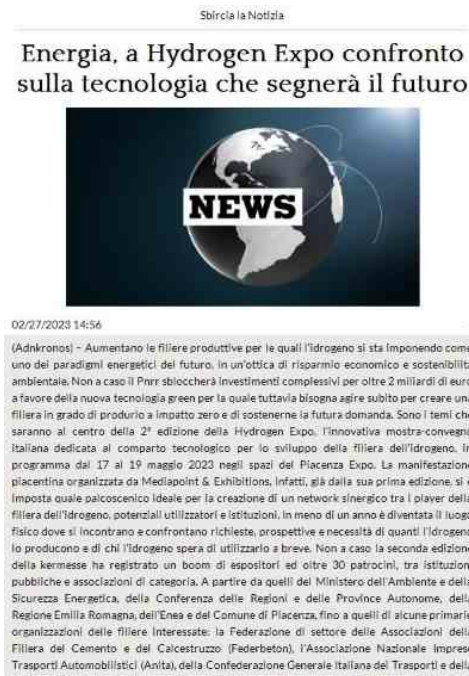 Sbircia la Notizia
Energia, a Hydrogen Expo confronto
sulla tecnologia che segnerà il futuro
NEWS
02/27/2023 14:56
(Adnkronos) – Aumentano le filiere produttive per le quali l'idrogeno si sta imponendo come
uno dei paradigmi energetici del futuro, in un'ottica di risparmio economico e sostenibilità
ambientale. Non a caso il Pnrr sbloccherà investimenti complessivi per oltre 2 miliardi di euro
a favore della nuova tecnologia green per la quale tuttavia bisogna agire subito per creare una
filiera in grado di produrlo a impatto zero e di sostenerne la futura domanda. Sono i temi che
saranno al centro della 2ª edizione della Hydrogen Expo, l'innovativa mostra-convegno
italiana dedicata al comparto tecnologico per lo sviluppo della filiera dell'idrogeno, in
programma dal 17 al 19 maggio 2023 negli spazi del Piacenza Expo. La manifestazione
piacentina organizzata da Mediapoint & Exhibitions, infatti, già dalla sua prima edizione, si è
imposta quale palcoscenico ideale per la creazione di un network sinergico tra i player della
filiera dell'idrogeno, potenziali utilizzatori e istituzioni. In meno di un anno è diventata il luogo
fisico dove si incontrano e confrontano richieste, prospettive e necessità di quanti l'idrogeno
lo producono e di chi l'idrogeno spera di utilizzarlo a breve. Non a caso la seconda edizione
della kermesse ha registrato un boom di espositori ed oltre 30 patrocini, tra istituzioni
pubbliche e associazioni di categoria. A partire da quelli del Ministero dell'Ambiente e della
Sicurezza Energetica, della Conferenza delle Regioni e delle Province Autonome, della
Regione Emilia Romagna, dell'Enea e del Comune di Piacenza, fino a quelli di alcune primarie
organizzazioni delle filiere interessate: la Federazione di settore delle Associazioni della
Filiera del Cemento e del Calcestruzzo (Federbeton), l'Associazione Nazionale Imprese
Trasporti Automobilistici (Anita), della Confederazione Generale Italiana dei Trasporti e della